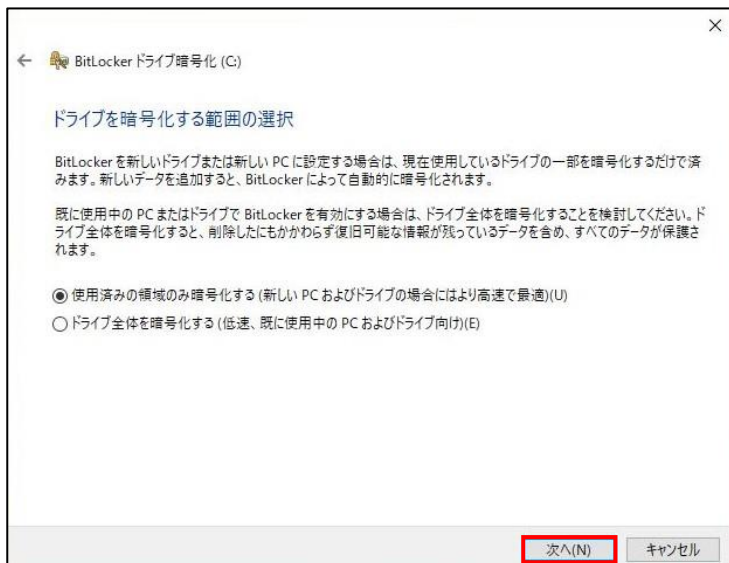 BitLocker ドライブ暗号化 (C:)
ドライブを暗号化する範囲の選択
BitLocker を新しいドライブまたは新しい PC に設定する場合は、現在使用しているドライブの一部を暗号化するだけで済
みます。新しいデータを追加すると、BitLocker によって自動的に暗号化されます。
既に使用中の PC またはドライブで BitLocker を有効にする場合は、ドライブ全体を暗号化することを検討してください。ド
ライブ全体を暗号化すると、削除したにもかかわらず復旧可能な情報が残っているデータを含め、すべてのデータが保護さ
れます。
使用済みの領域のみ暗号化する (新しい PC およびドライブの場合にはより高速で最適)(U)
ドライブ全体を暗号化する (低速、既に使用中の PC およびドライブ向け)(E)
次へ(N) キャンセル